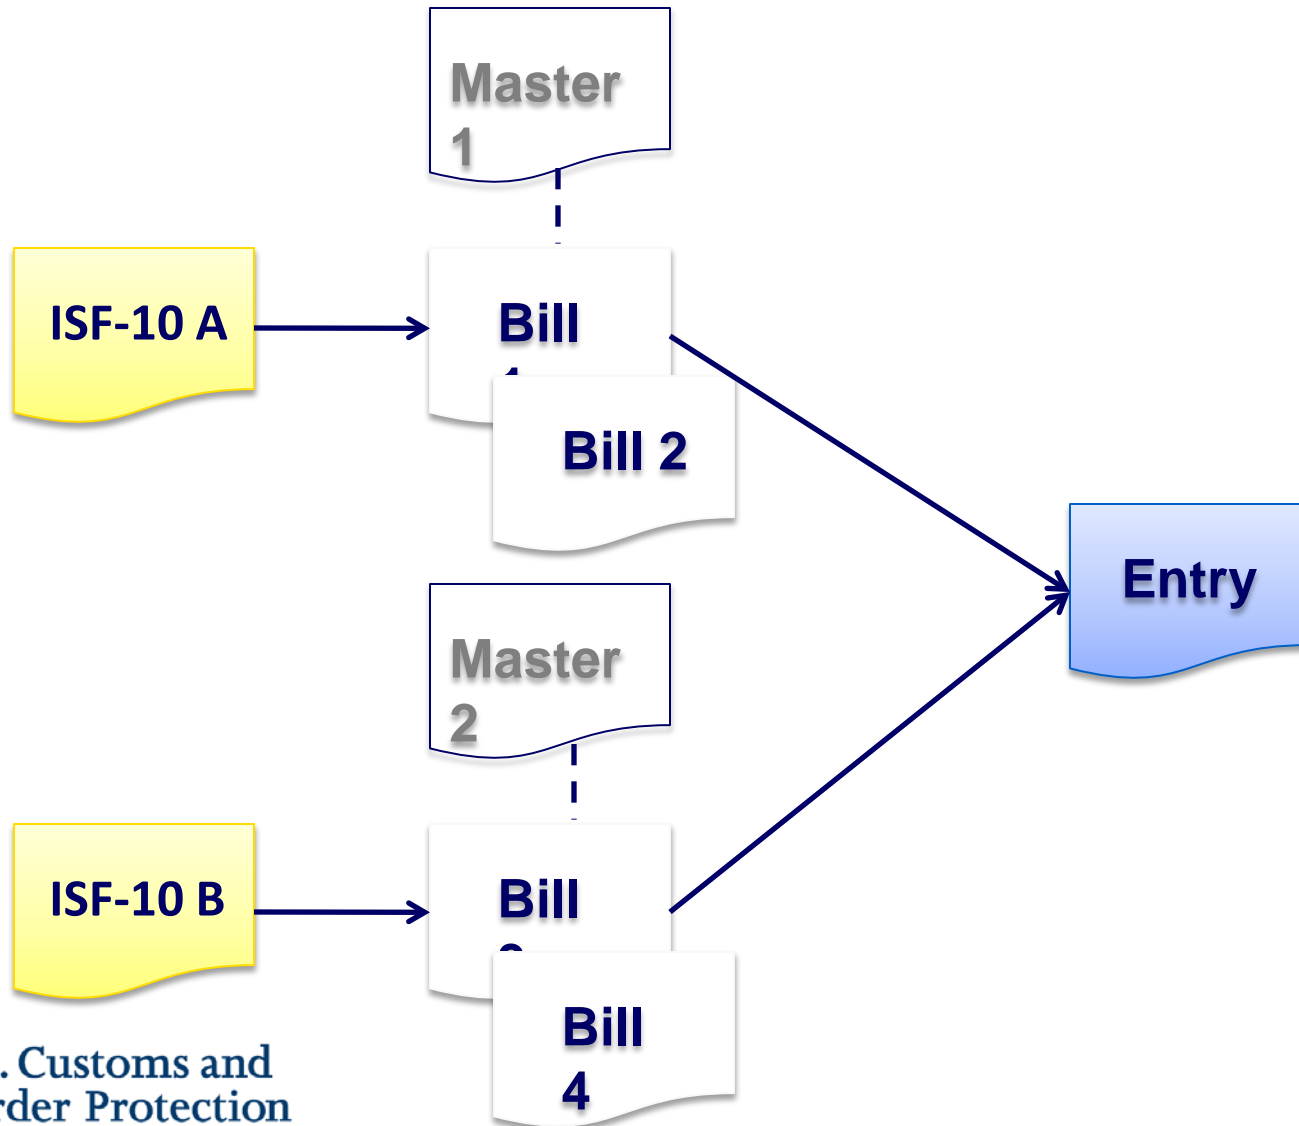 Master
1
ISF-10 A
Bill
Bill 2
Entry
Master
2
ISF-10 B
Bill
Bill
4
. Customs and
rder Protection